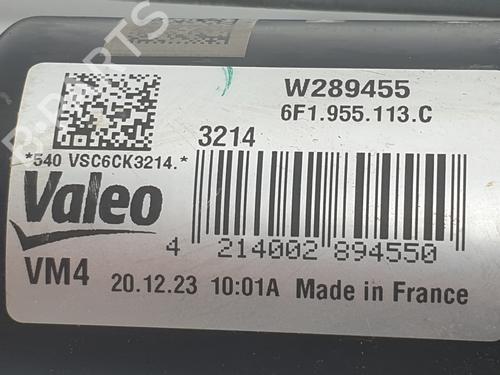 W289455
6F1.955.113.C
3214
*540 VSC6CK3214.*
Valeo
4 214002 894550
VM4 20.12.23 10:01A Made in France